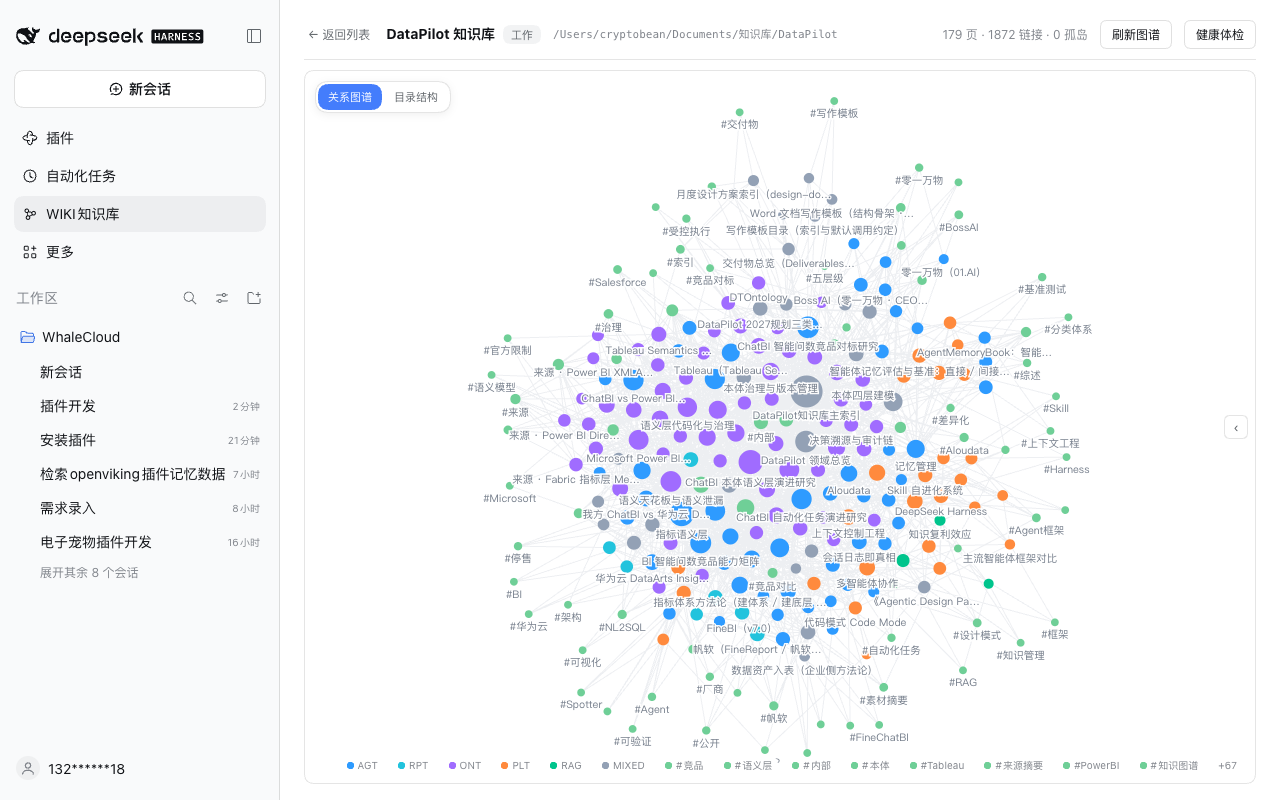 deepseek HARNESS
新会话
插件
自动化任务
WIKI知识库
更多
工作区
WhaleCloud
新会话
插件开发 2分钟
安装插件 21分钟
检索openviking插件记忆数据 7小时
需求录入 8小时
电子宠物插件开发 16小时
展开其余 8 个会话
132******18
← 返回列表 DataPilot 知识库 工作 /Users/cryptobean/Documents/知识库/DataPilot 179 页 · 1872 链接 · 0 孤岛 刷新图谱 健康体检
关系图谱 目录结构
#写作模板
#交付物
#零一万物
月度设计方案索引（design-do…
Word 文档写作模板（结构骨架 ·…
#BossAI
#受控执行 写作模板目录（索引与默认调用约定）
#索引 交付物总览（Deliverables…
零一万物（01.AI）
#Salesforce #竞品对标 #五层级
#基准测试
DTOntology Boss AI（零一万物 · CEO…
#治理 DataPilot 2027规划三类…
#分类体系
#官方限制 Tableau Semantics … ChatBI 智能问数竞品对标研究 AgentMemoryBook：智能…
来源 · Power BI XMLA… Tableau（Tableau Se… 智能体记忆评估与基准：直接 / 间接… #综述
#语义模型 本体治理与版本管理 本体四层建模
ChatBI vs Power BI…
#来源 DataPilot知识库主索引 #Skill
语义层代码化与治理 #差异化
来源 · Power BI Dire… #内部 决策溯源与审计链 #上下文工程
#Aloudata
Microsoft Power BI… DataPilot 领域总览 记忆管理 #Harness
来源 · Fabric 指标层 Me… ChatBI 本体语义层演进研究
#Microsoft Aloudata Skill 自进化系统
语义天花板与语义泄漏
我方 ChatBI vs 华为云 D… ChatBI 自动化任务演进研究 DeepSeek Harness
指标语义层 上下文控制工程 知识复利效应 #Agent框架
#停售 BI 智能问数竞品能力矩阵 会话日志即真相 主流智能体框架对比
华为云 DataArts Insig… #竞品对比 多智能体协作
#BI
指标体系方法论（建体系 / 建底层… 《Agentic Design Pa…
#架构
#华为云 #NL2SQL FineBI（v7.0） 代码模式 Code Mode
#设计模式 #框架
帆软（FineReport / 帆软… #自动化任务 #知识管理
#可视化 数据资产入表（企业侧方法论）
#厂商 #RAG
#Spotter #Agent #素材摘要
#帆软
#可验证 #公开 #FineChatBI
AGT RPT ONT PLT RAG MIXED #竞品 #语义层 #内部 #本体 #Tableau #来源摘要 #PowerBI #知识图谱 +67